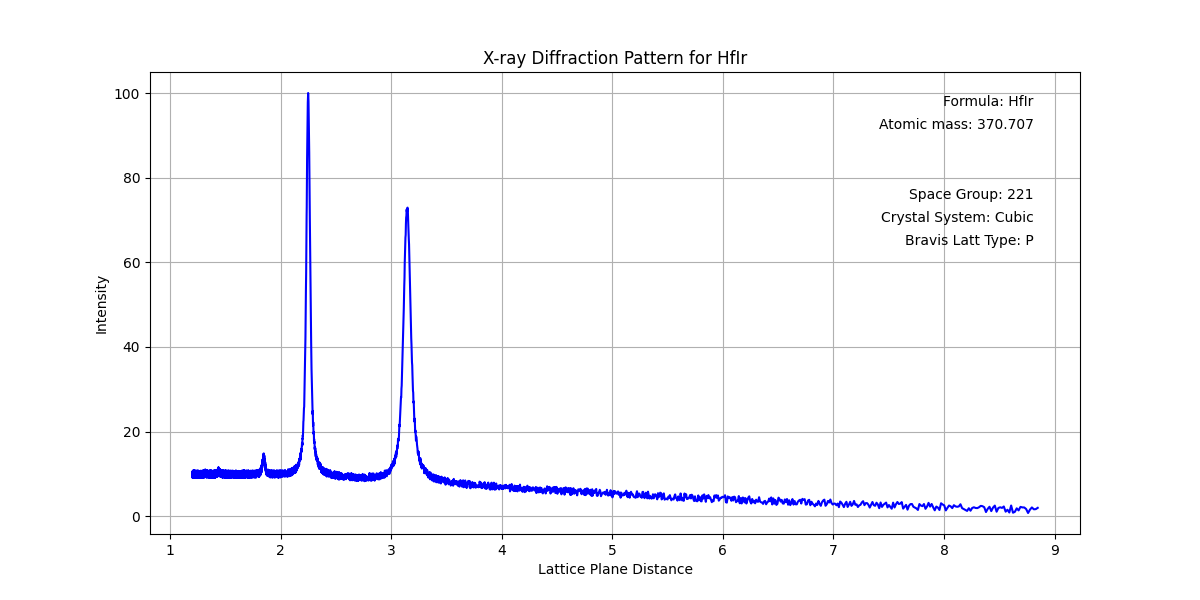 X-ray Diffraction Pattern for HfIr
100
80
60
40
20
0
Intensity
Formula: HfIr
Atomic mass: 370.707
Space Group: 221
Crystal System: Cubic
Bravis Latt Type: P
1 2 3 4 5 6 7 8 9
Lattice Plane Distance